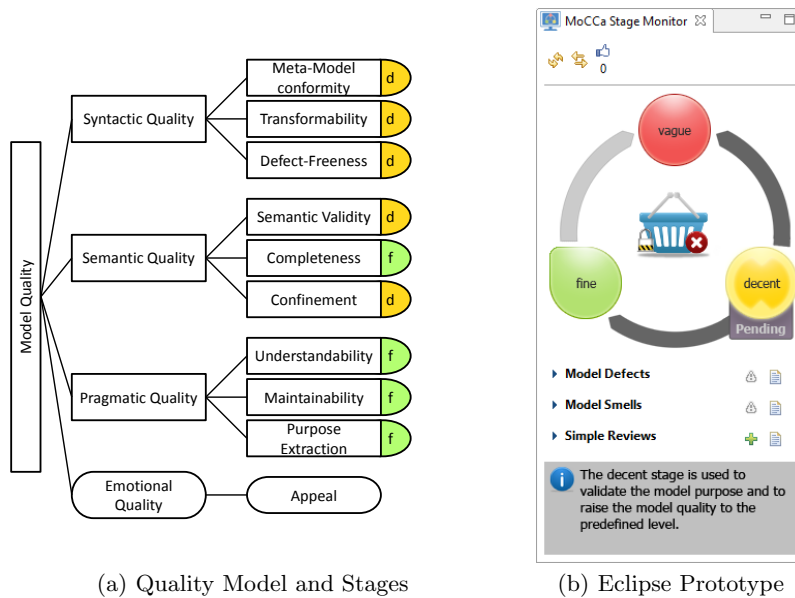 Model Quality
Syntactic Quality
Meta-Model
conformity
d
Transformability
d
Defect-Freeness
d
Semantic Quality
Semantic Validity
d
Completeness
f
Confinement
d
Pragmatic Quality
Understandability
f
Maintainability
f
Purpose
Extraction
f
Emotional
Quality
Appeal
(a) Quality Model and Stages
MoCCa Stage Monitor
0
vague
fine
decent
Pending
Model Defects
Model Smells
Simple Reviews
The decent stage is used to
validate the model purpose and to
raise the model quality to the
predefined level.
(b) Eclipse Prototype